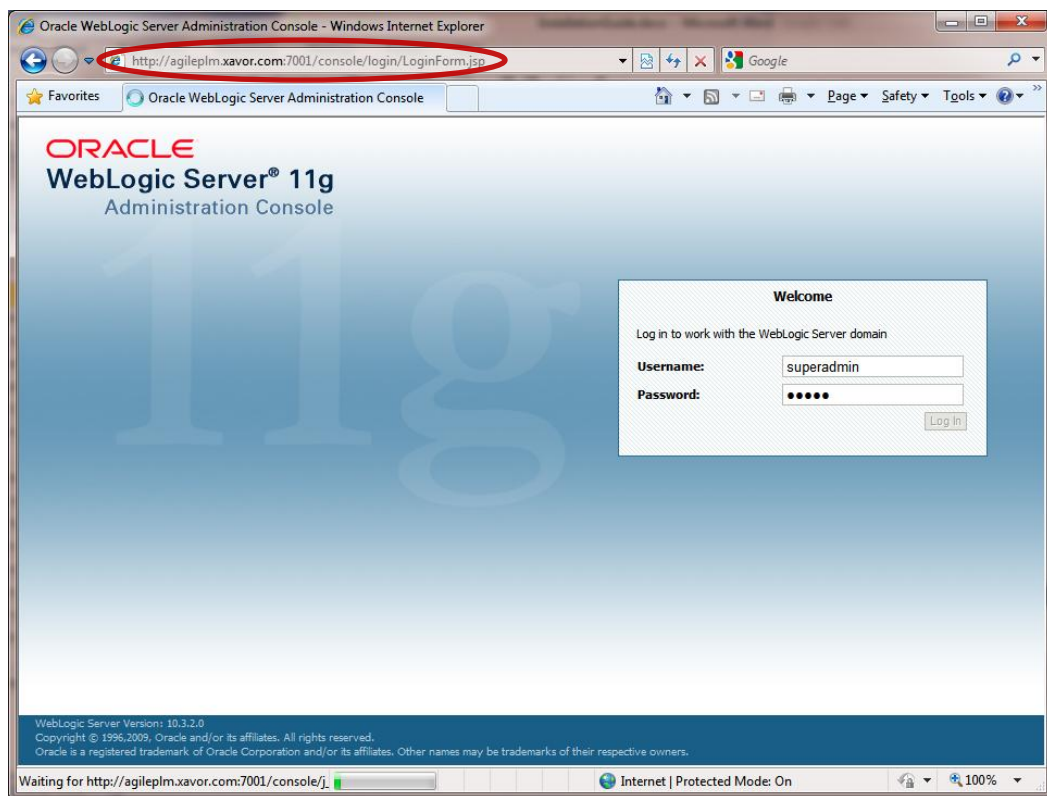 Oracle WebLogic Server Administration Console - Windows Internet Explorer
http://agileplm.xavor.com:7001/console/login/LoginForm.jsp
Google
Favorites
Oracle WebLogic Server Administration Console
Page
Safety
Tools
ORACLE
WebLogic Server® 11g
Administration Console
11g
Welcome
Log in to work with the WebLogic Server domain
Username: superadmin
Password: •••••
Log In
WebLogic Server Version: 10.3.2.0
Copyright © 1996,2009, Oracle and/or its affiliates. All rights reserved.
Oracle is a registered trademark of Oracle Corporation and/or its affiliates. Other names may be trademarks of their respective owners.
Waiting for http://agileplm.xavor.com:7001/console/j_
Internet | Protected Mode: On
100%